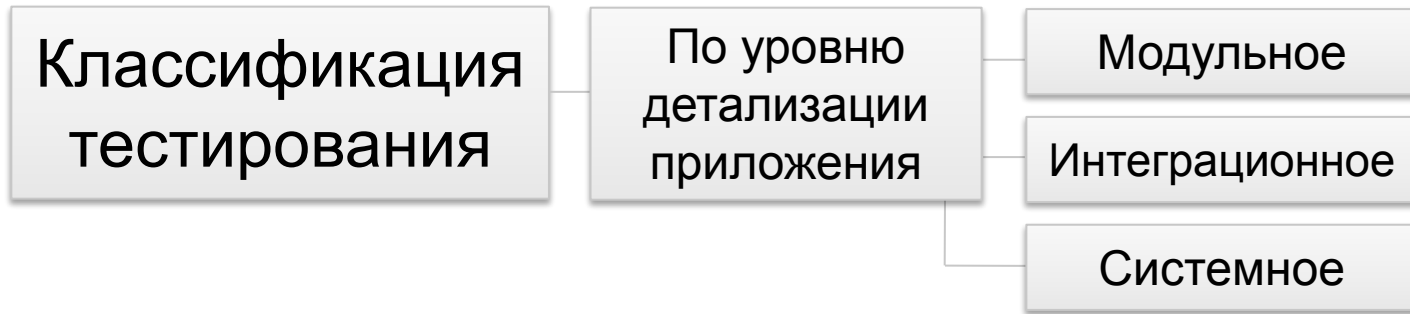 Классификация
тестирования
По уровню
детализации
приложения
Модульное
Интеграционное
Системное